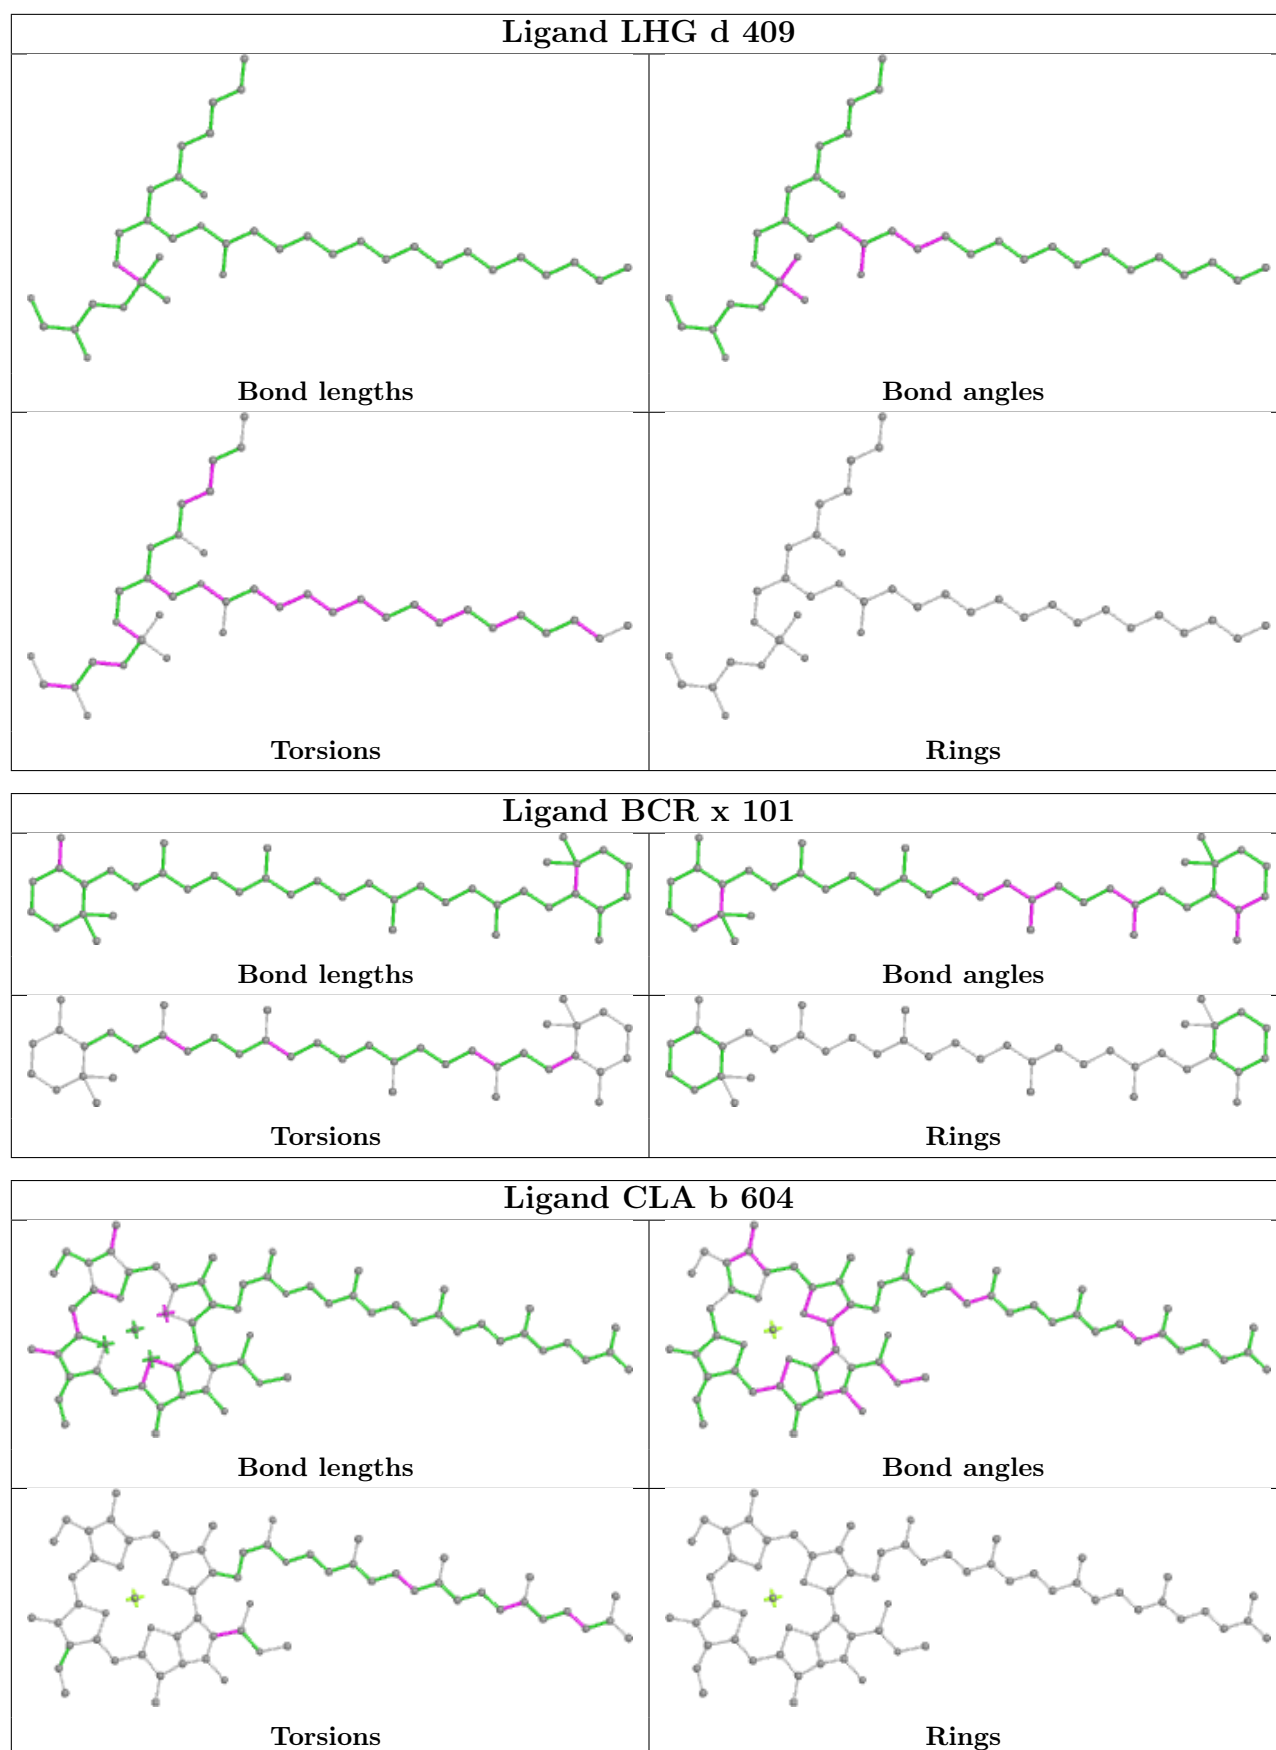 Ligand LHG d 409
Bond lengths
Bond angles
Torsions
Rings
Ligand BCR x 101
Bond lengths
Bond angles
Torsions
Rings
Ligand CLA b 604
Bond lengths
Bond angles
Torsions
Rings